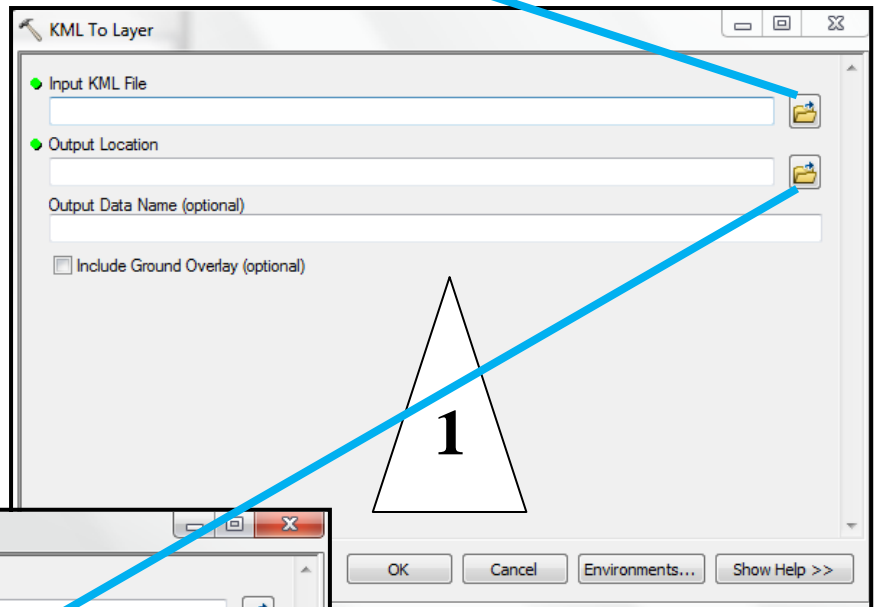 KML To Layer
Input KML File
Output Location
Output Data Name (optional)
Include Ground Overlay (optional)
1
OK Cancel Environments... Show Help >>